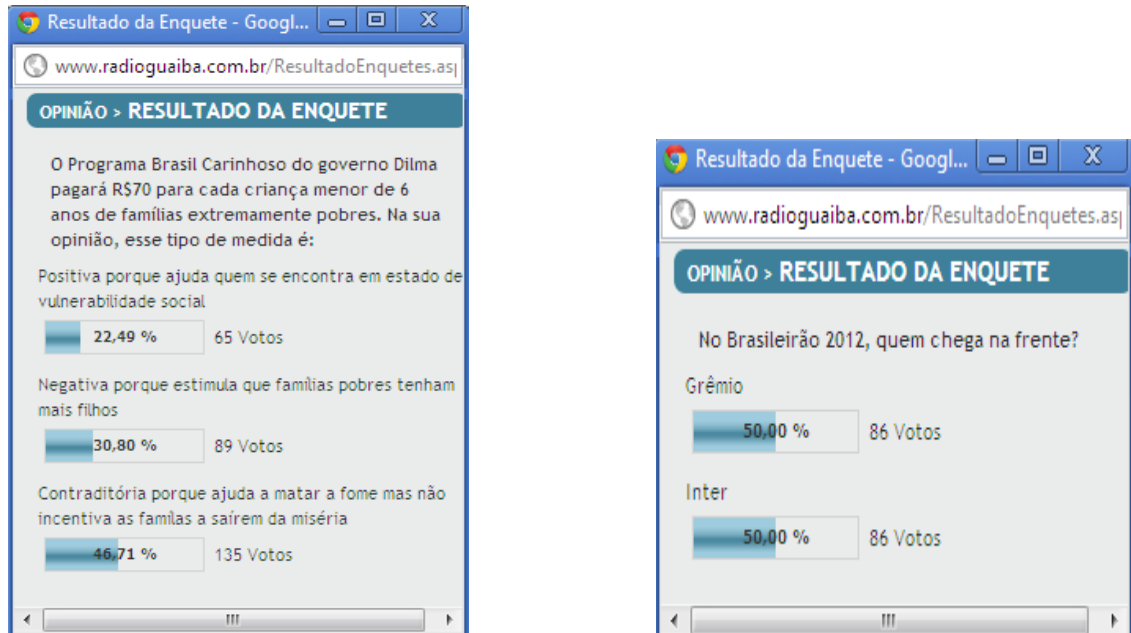 Resultado da Enquete - Googl...
www.radioguaiba.com.br/ResultadoEnquetes.asp
OPINIÃO > RESULTADO DA ENQUETE
O Programa Brasil Carinhoso do governo Dilma
pagará R$70 para cada criança menor de 6
anos de famílias extremamente pobres. Na sua
opinião, esse tipo de medida é:
Positiva porque ajuda quem se encontra em estado de
vulnerabilidade social
22,49 % 65 Votos
Negativa porque estimula que famílias pobres tenham
mais filhos
30,80 % 89 Votos
Contraditória porque ajuda a matar a fome mas não
incentiva as famílas a saírem da miséria
46,71 % 135 Votos
Resultado da Enquete - Googl...
www.radioguaiba.com.br/ResultadoEnquetes.asp
OPINIÃO > RESULTADO DA ENQUETE
No Brasileirão 2012, quem chega na frente?
Grêmio
50,00 % 86 Votos
Inter
50,00 % 86 Votos